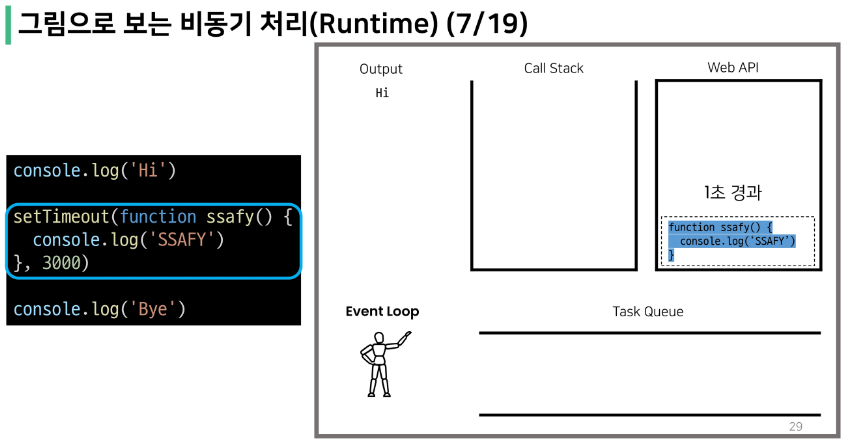 그림으로 보는 비동기 처리(Runtime) (7/19)
console.log('Hi')
setTimeout(function ssafy() {
  console.log('SSAFY')
}, 3000)
console.log('Bye')
Output
Hi
Call Stack
Web API
1초 경과
function ssafy() {
  console.log('SSAFY')
}
Event Loop
Task Queue
29